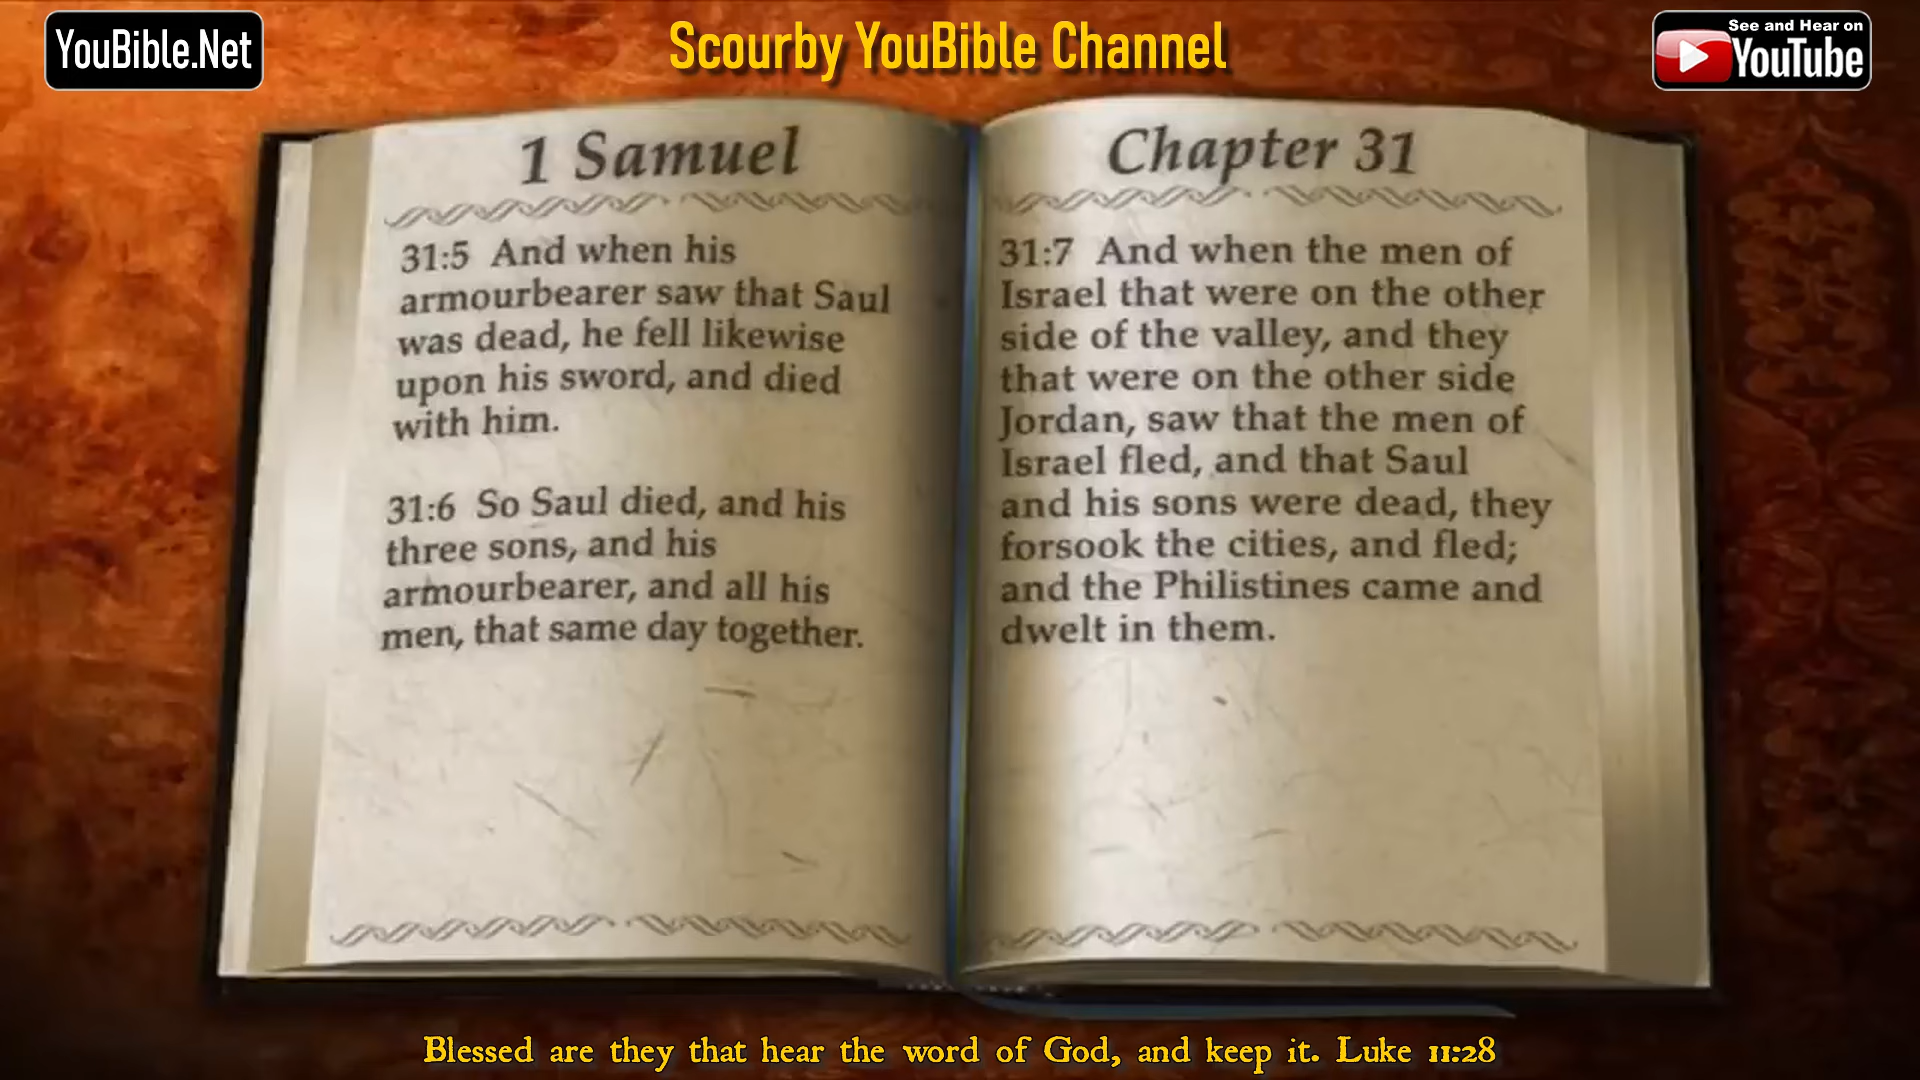 YouBible.Net
Scourby YouBible Channel
See and Hear on
YouTube
1 Samuel
31:5 And when his
armourbearer saw that Saul
was dead, he fell likewise
upon his sword, and died
with him.
31:6 So Saul died, and his
three sons, and his
armourbearer, and all his
men, that same day together.
Chapter 31
31:7 And when the men of
Israel that were on the other
side of the valley, and they
that were on the other side
Jordan, saw that the men of
Israel fled, and that Saul
and his sons were dead, they
forsook the cities, and fled;
and the Philistines came and
dwelt in them.
Blessed are they that hear the word of God, and keep it. Luke 11:28